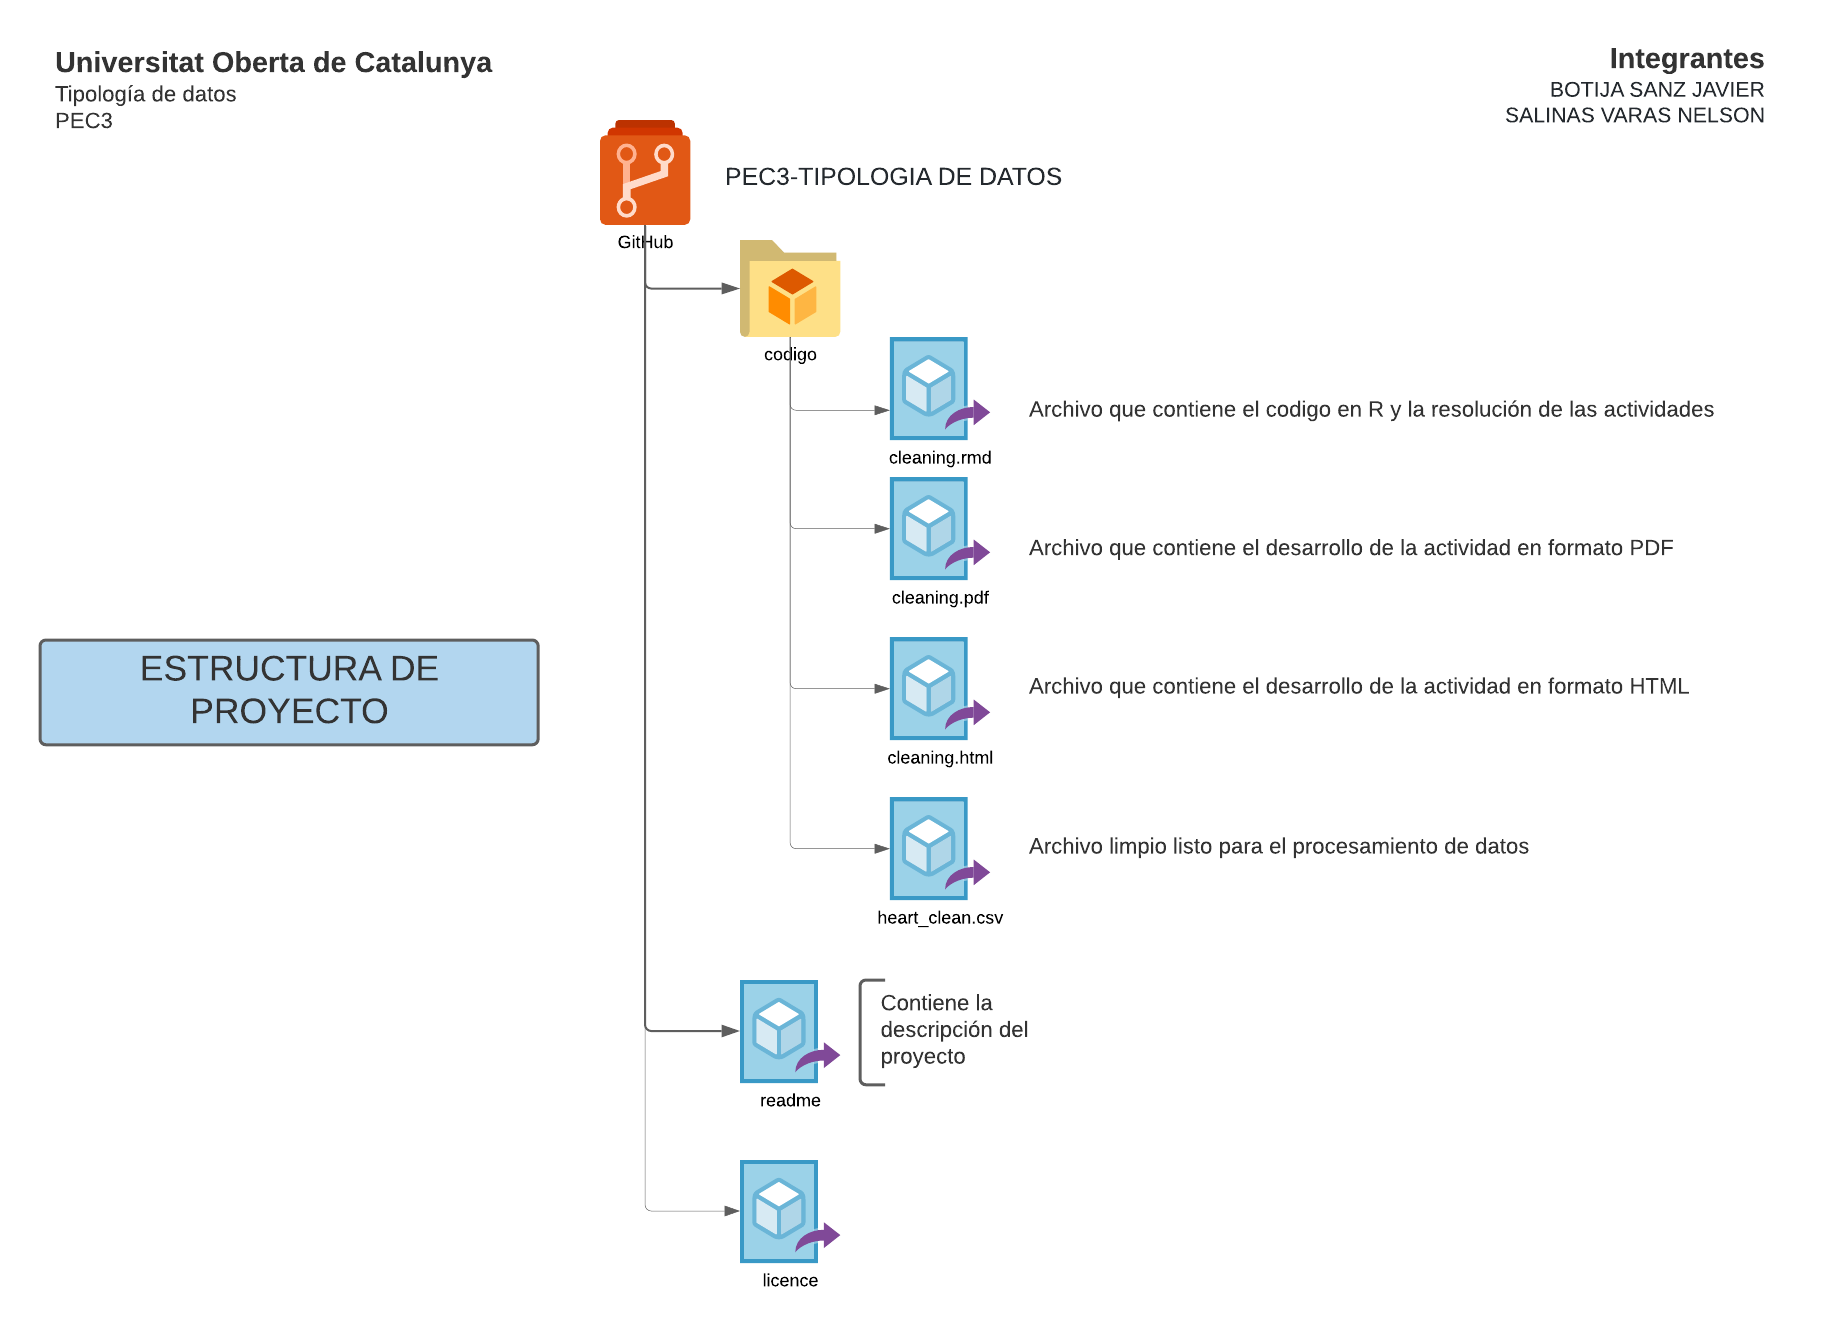 Universitat Oberta de Catalunya
Tipología de datos
PEC3
Integrantes
BOTIJA SANZ JAVIER
SALINAS VARAS NELSON
PEC3-TIPOLOGIA DE DATOS
GitHub
codigo
cleaning.rmd
Archivo que contiene el codigo en R y la resolución de las actividades
cleaning.pdf
Archivo que contiene el desarrollo de la actividad en formato PDF
ESTRUCTURA DE
PROYECTO
cleaning.html
Archivo que contiene el desarrollo de la actividad en formato HTML
heart_clean.csv
Archivo limpio listo para el procesamiento de datos
readme
Contiene la
descripción del
proyecto
licence